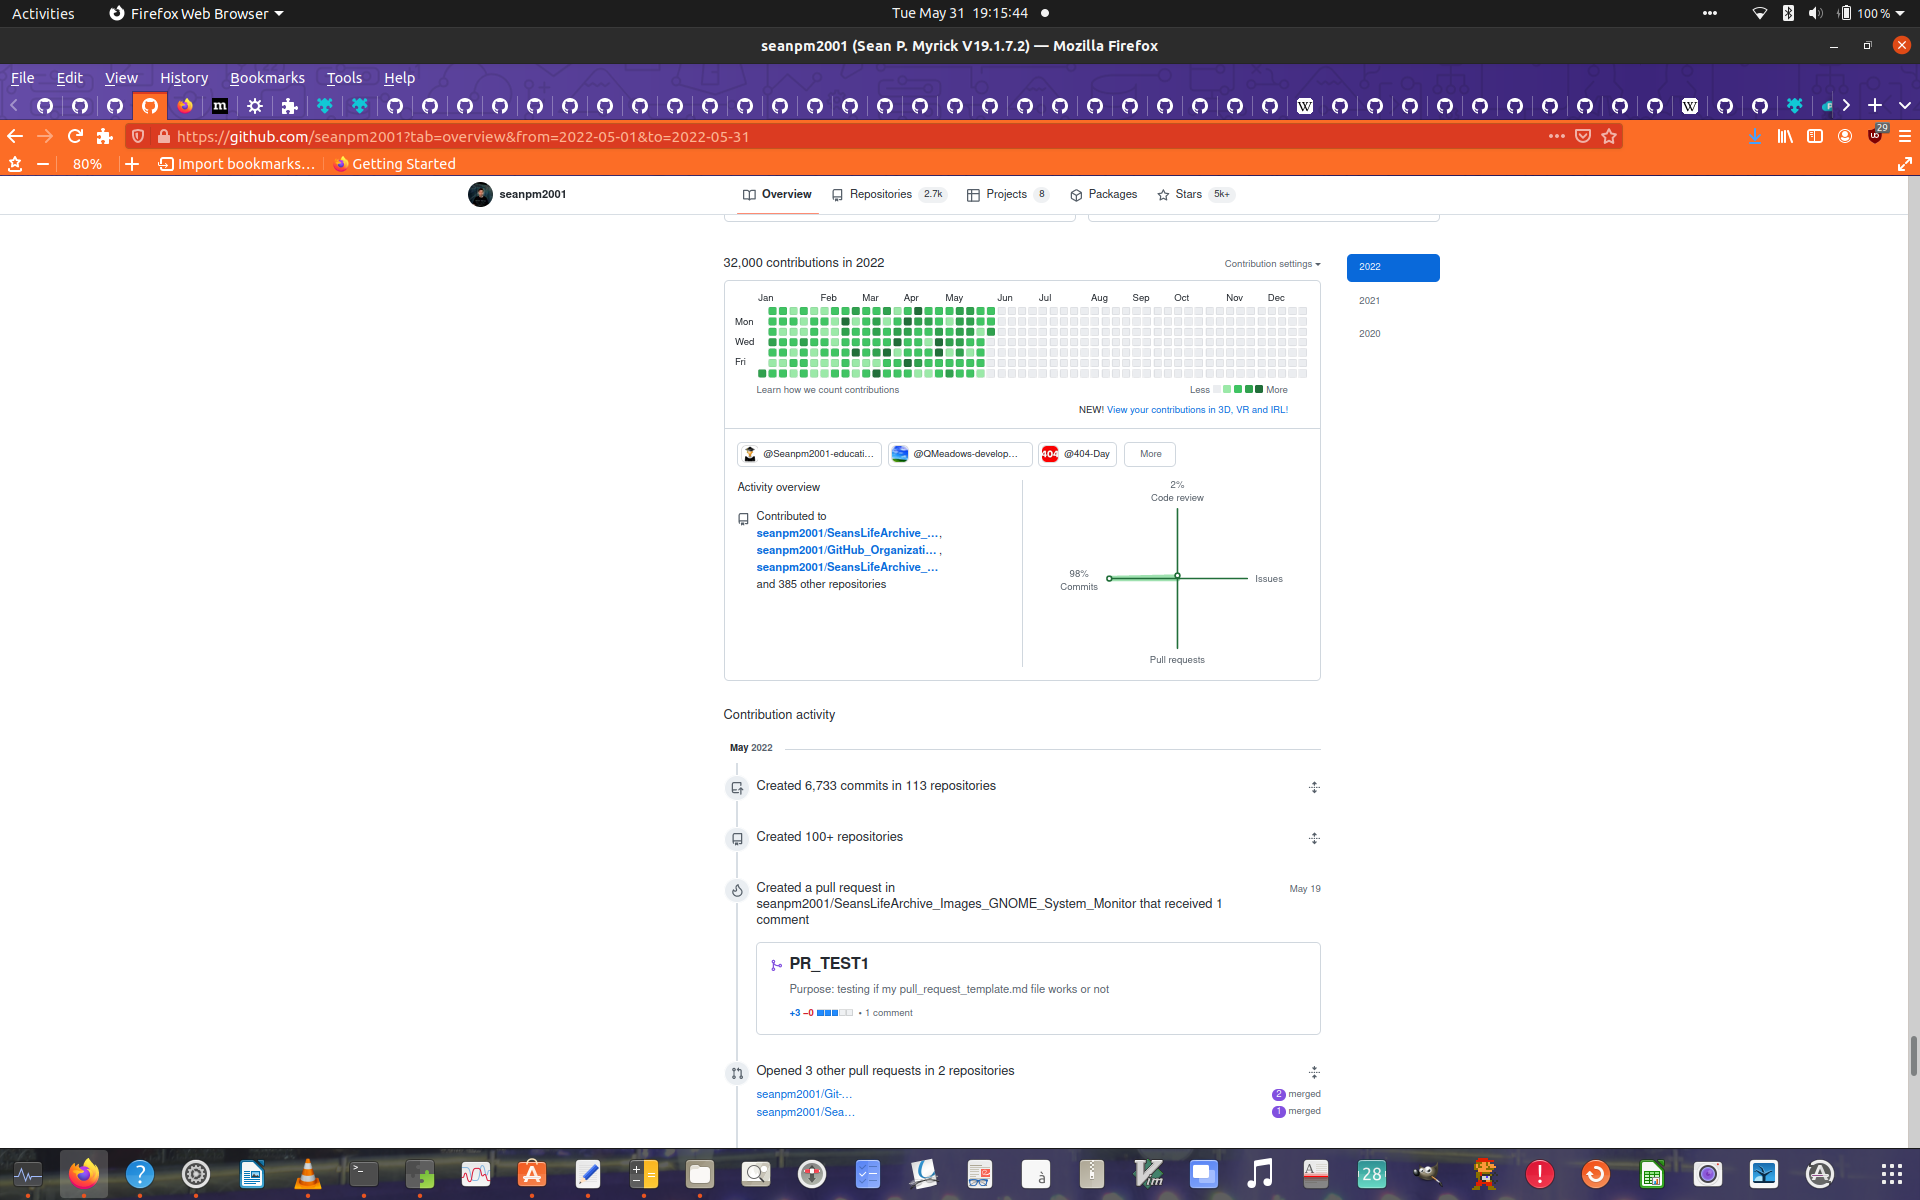 Activities Firefox Web Browser Tue May 31 19:15:44 100 %
seanpm2001 (Sean P. Myrick V19.1.7.2) — Mozilla Firefox
File Edit View History Bookmarks Tools Help
https://github.com/seanpm2001?tab=overview&from=2022-05-01&to=2022-05-31 29
80% Import bookmarks... Getting Started
seanpm2001 Overview Repositories 2.7k Projects 8 Packages Stars 5k+
32,000 contributions in 2022 Contribution settings 2022
2021
2020
Jan Feb Mar Apr May Jun Jul Aug Sep Oct Nov Dec
Mon
Wed
Fri
Learn how we count contributions Less More
NEW! View your contributions in 3D, VR and IRL!
@Seanpm2001-educati... @QMeadows-develop... 404 @404-Day More
Activity overview
Contributed to
seanpm2001/SeansLifeArchive_...,
seanpm2001/GitHub_Organizati... ,
seanpm2001/SeansLifeArchive_...
and 385 other repositories
2%
Code review
98%
Commits
Issues
Pull requests
Contribution activity
May 2022
Created 6,733 commits in 113 repositories
Created 100+ repositories
Created a pull request in May 19
seanpm2001/SeansLifeArchive_Images_GNOME_System_Monitor that received 1
comment
PR_TEST1
Purpose: testing if my pull_request_template.md file works or not
+3 −0 • 1 comment
Opened 3 other pull requests in 2 repositories
seanpm2001/Git-... 2 merged
seanpm2001/Sea... 1 merged
28